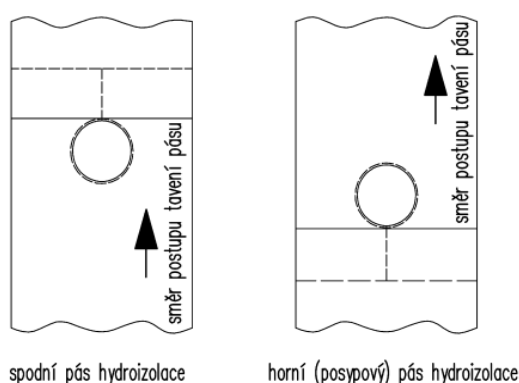 směr postupu tavení pásu
směr postupu tavení pásu
spodní pás hydroizolace
horní (posypový) pás hydroizolace